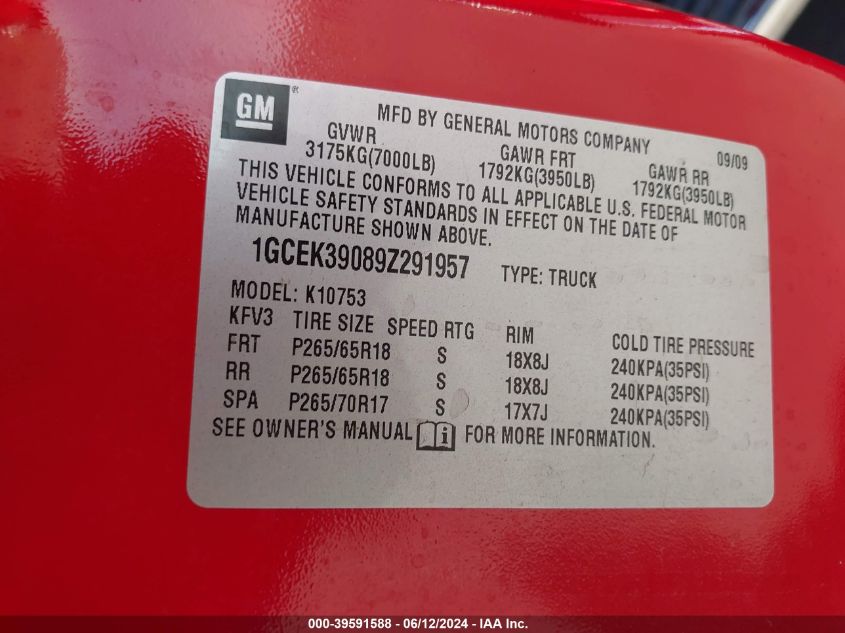 GM ®
MFD BY GENERAL MOTORS COMPANY 09/09
GVWR GAWR FRT GAWR RR
3175KG(7000LB) 1792KG(3950LB) 1792KG(3950LB)
THIS VEHICLE CONFORMS TO ALL APPLICABLE U.S. FEDERAL MOTOR
VEHICLE SAFETY STANDARDS IN EFFECT ON THE DATE OF
MANUFACTURE SHOWN ABOVE.
1GCEK39089Z291957 TYPE: TRUCK
MODEL: K10753
KFV3 TIRE SIZE SPEED RTG RIM COLD TIRE PRESSURE
FRT P265/65R18 S 18X8J 240KPA(35PSI)
RR P265/65R18 S 18X8J 240KPA(35PSI)
SPA P265/70R17 S 17X7J 240KPA(35PSI)
SEE OWNER'S MANUAL i FOR MORE INFORMATION.
000-39591588 - 06/12/2024 - IAA Inc.